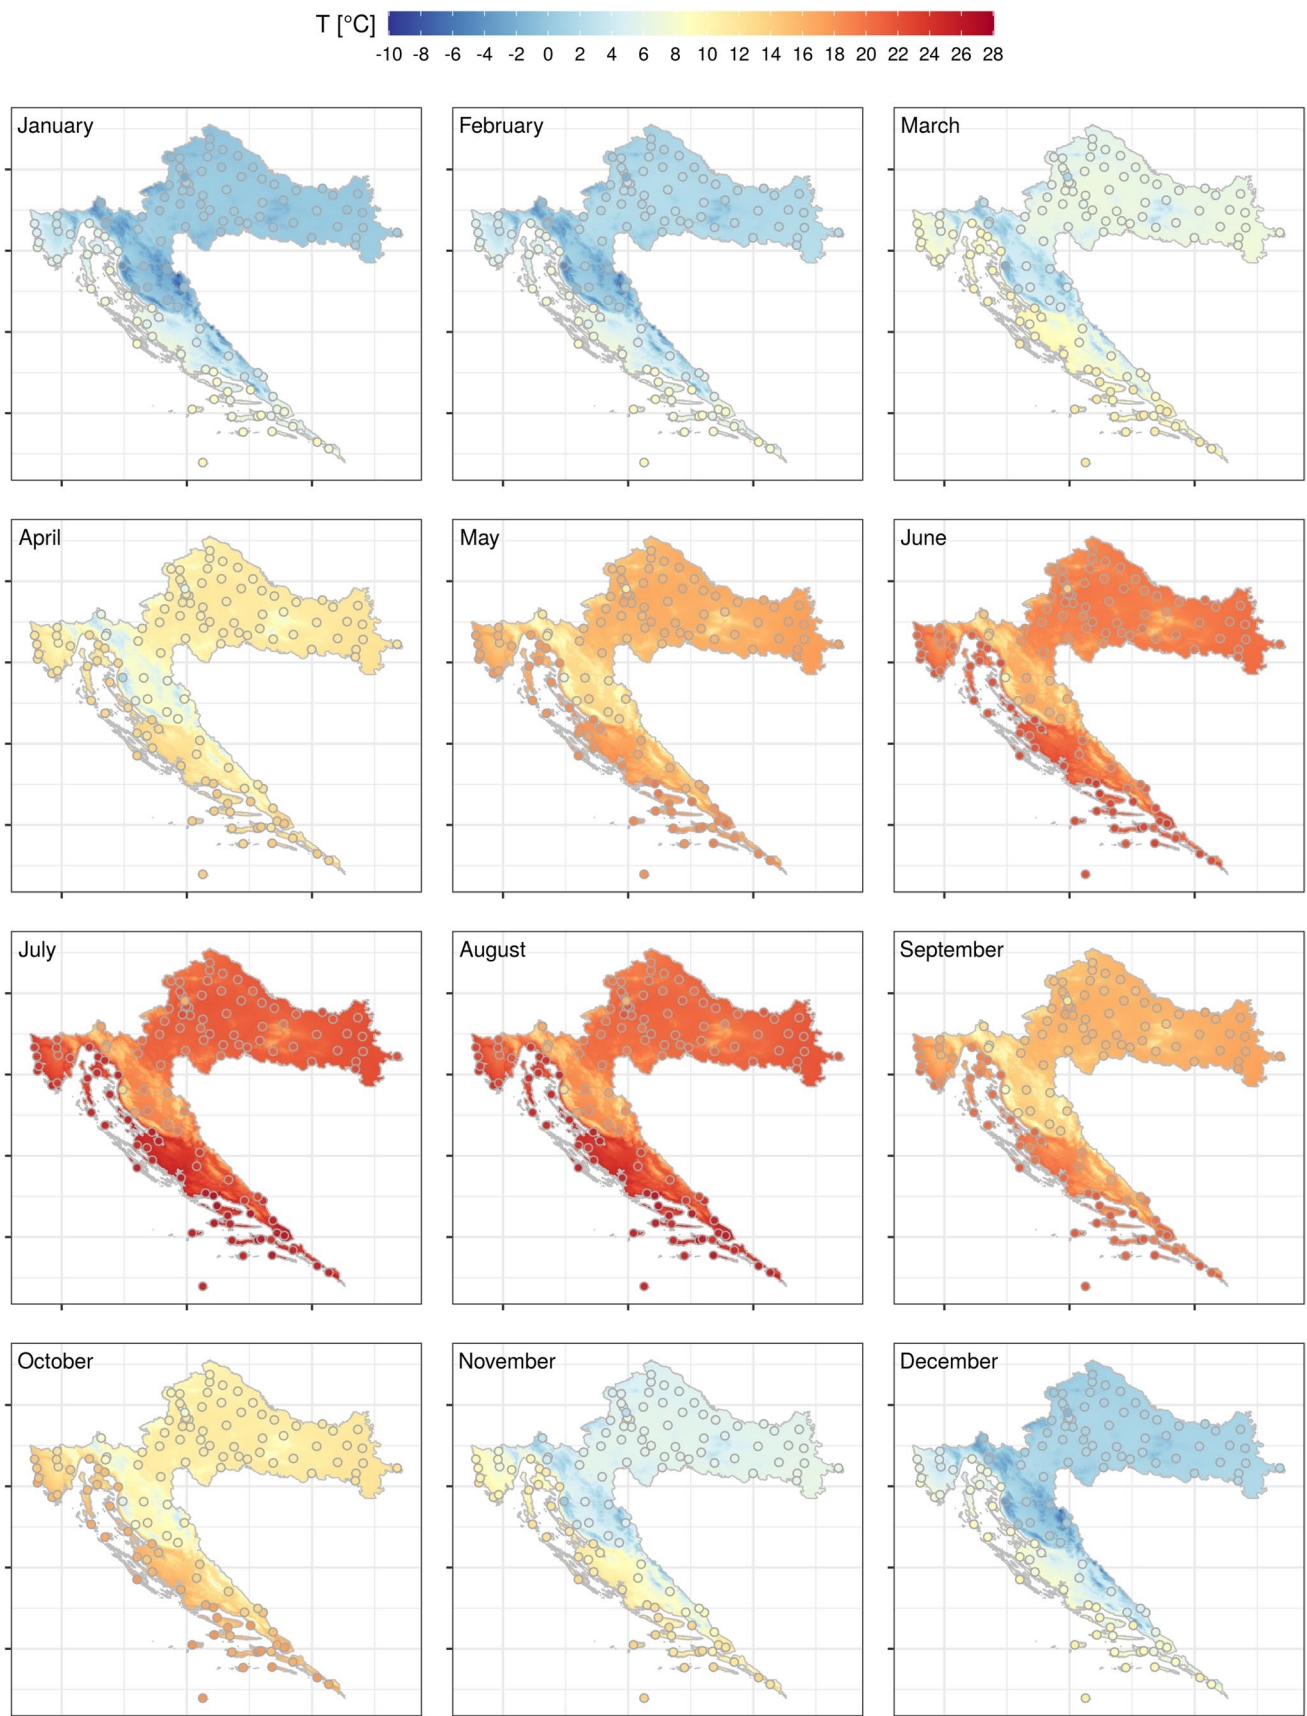 T [°C]
-10 -8 -6 -4 -2 0 2 4 6 8 10 12 14 16 18 20 22 24 26 28
January February March
April May June
July August September
October November December